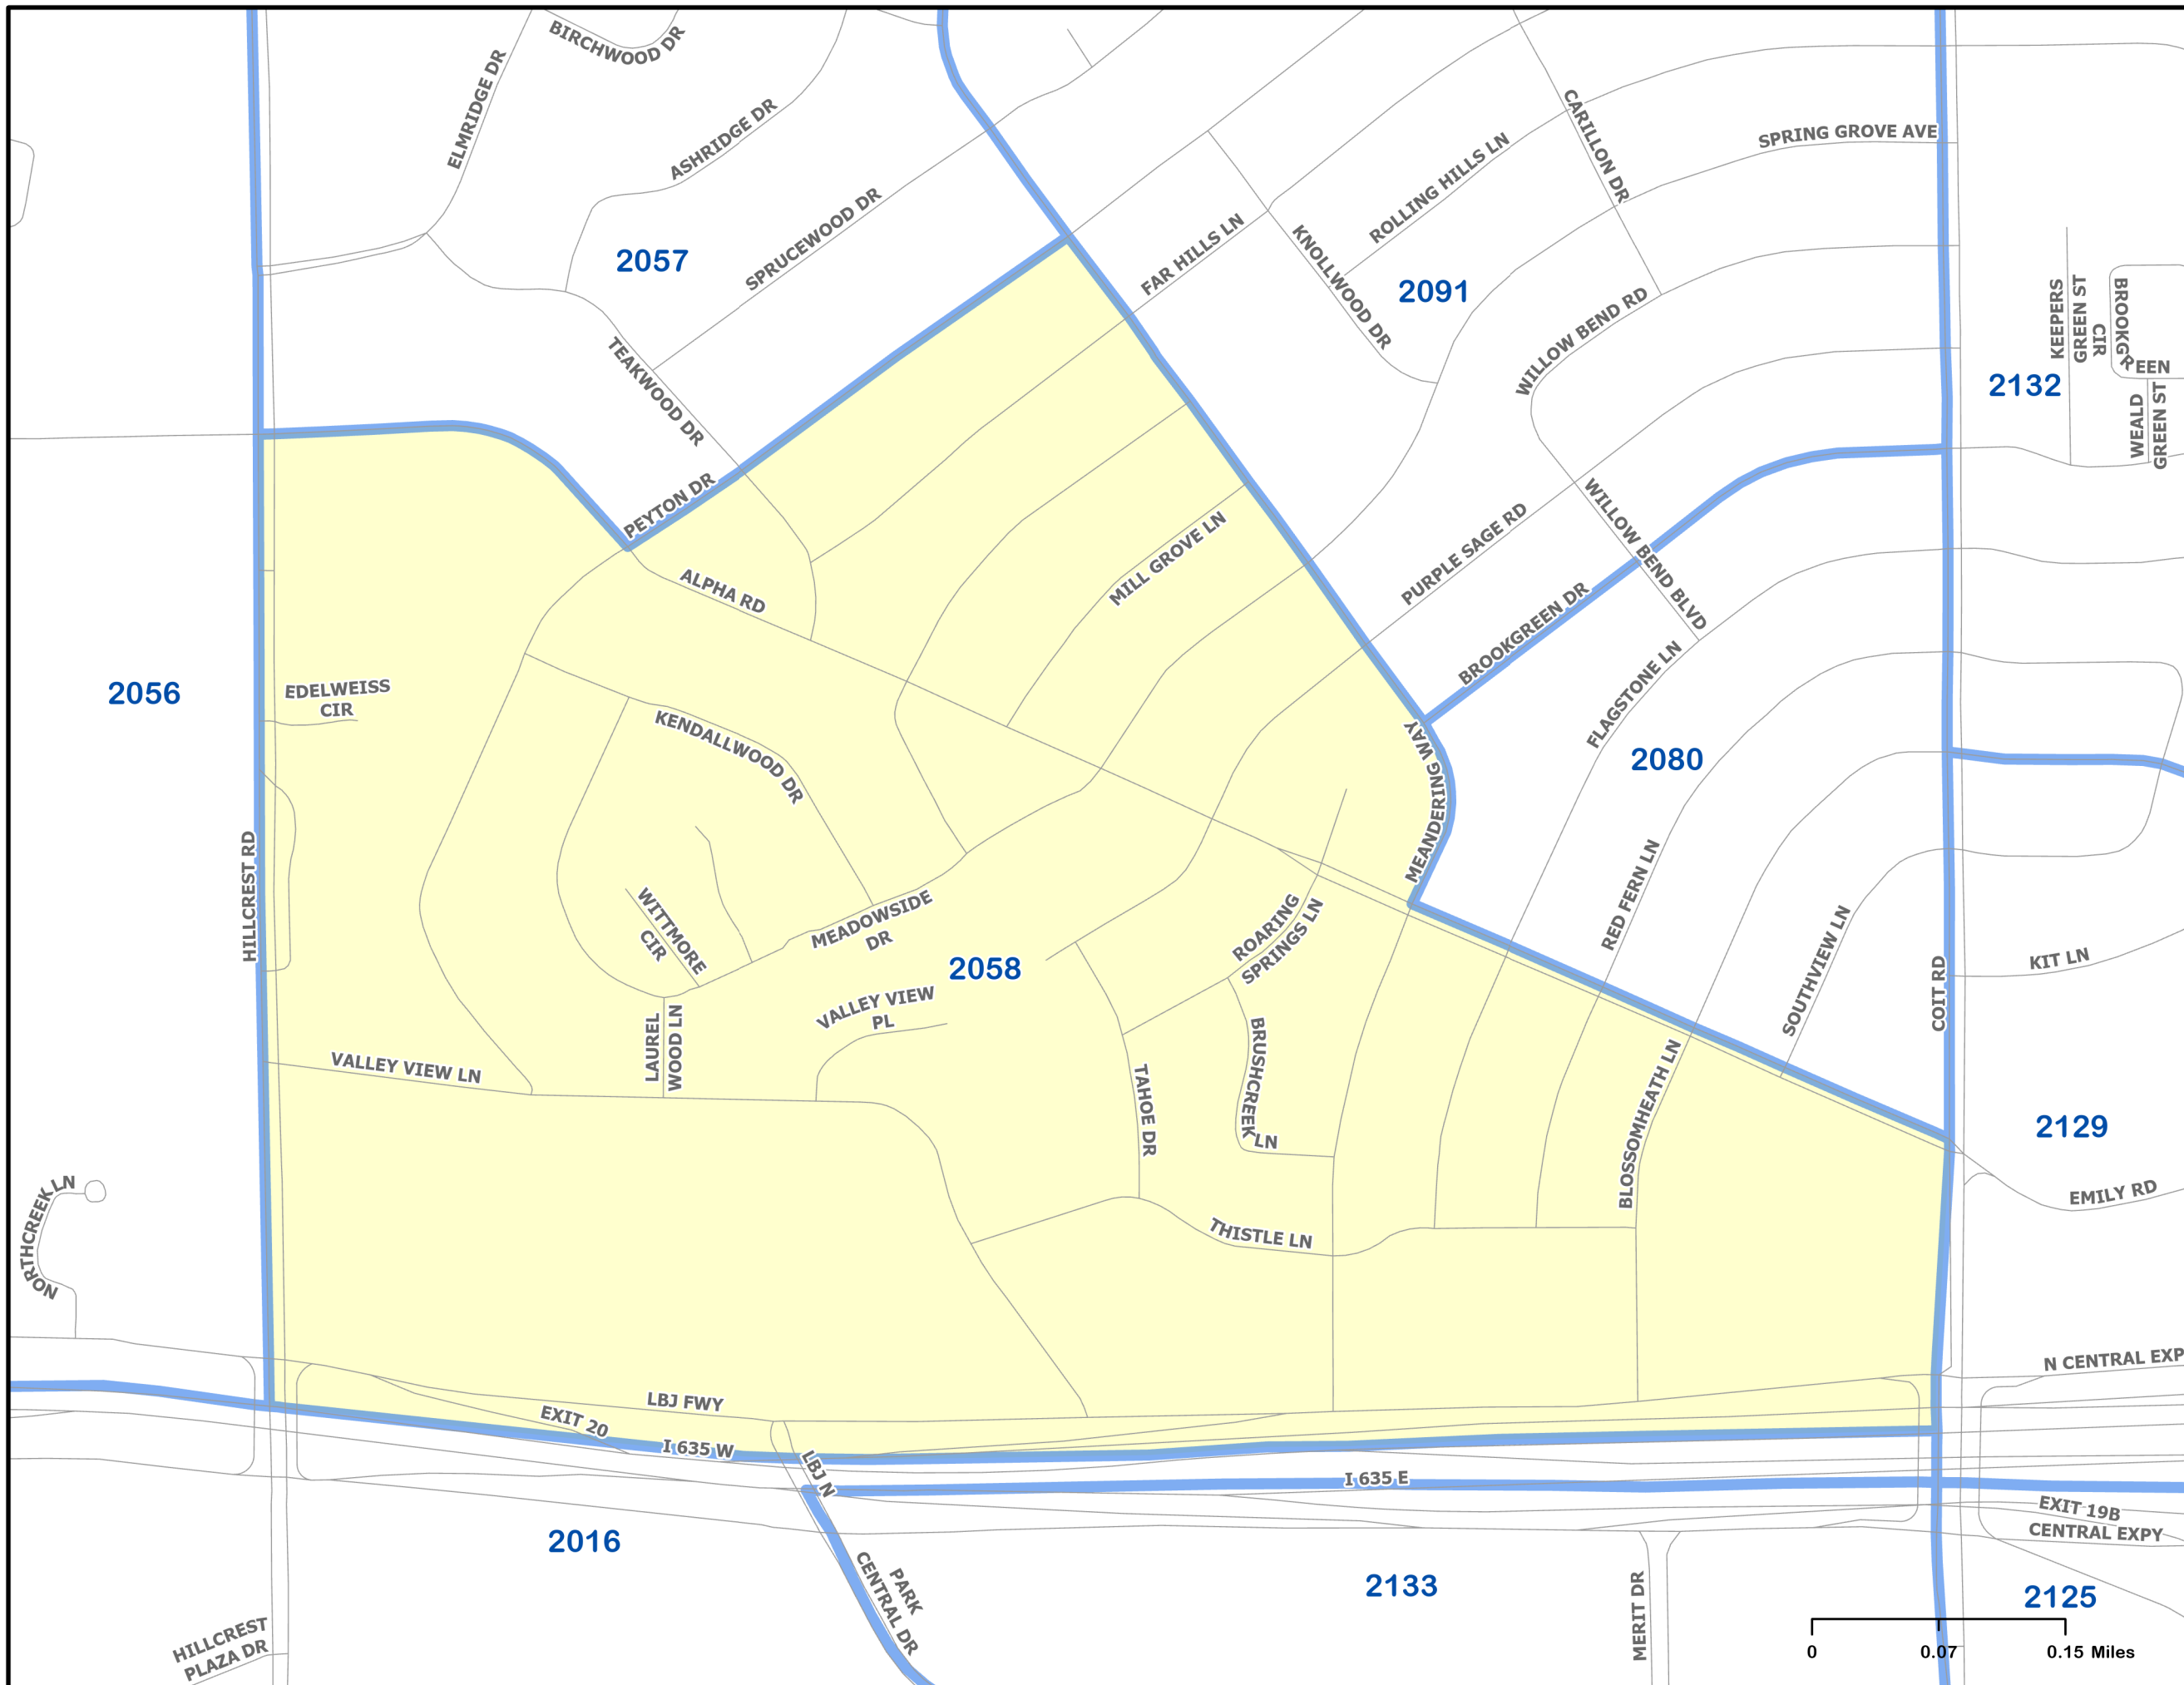 BIRCHWOOD DR
ELMRIDGE DR
ASHRIDGE DR
CARILLON DR
SPRING GROVE AVE
ROLLING HILLS LN
SPRUCEWOOD DR
FAR HILLS LN
KNOLLWOOD DR
2057
2091
WILLOW BEND RD
KEEPERS
GREEN ST
CIR
BROOKG
REEN
WEALD
GREEN ST
2132
TEAKWOOD DR
PEYTON DR
ALPHA RD
MILL GROVE LN
PURPLE SAGE RD
WILLOW BEND BLVD
BROOKGREEN DR
FLAGSTONE LN
2056
EDELWEISS
CIR
KENDALLWOOD DR
MEANDERING WAY
2080
HILLCREST RD
WITTMORE
CIR
MEADOWSIDE
DR
ROARING
SPRINGS LN
RED FERN LN
SOUTHVIEW LN
COIT RD
KIT LN
2058
VALLEY VIEW
PL
LAUREL
WOOD LN
VALLEY VIEW LN
TAHOE DR
BRUSHCREEK
LN
BLOSSOMHEATH LN
2129
EMILY RD
NORTHCREEK LN
THISTLE LN
N CENTRAL EXP
LBJ FWY
EXIT 20
I 635 W
LBJ N
I 635 E
EXIT 19B
CENTRAL EXPY
2016
PARK
CENTRAL DR
2133
MERIT DR
2125
HILLCREST
PLAZA DR
0 0.07 0.15 Miles